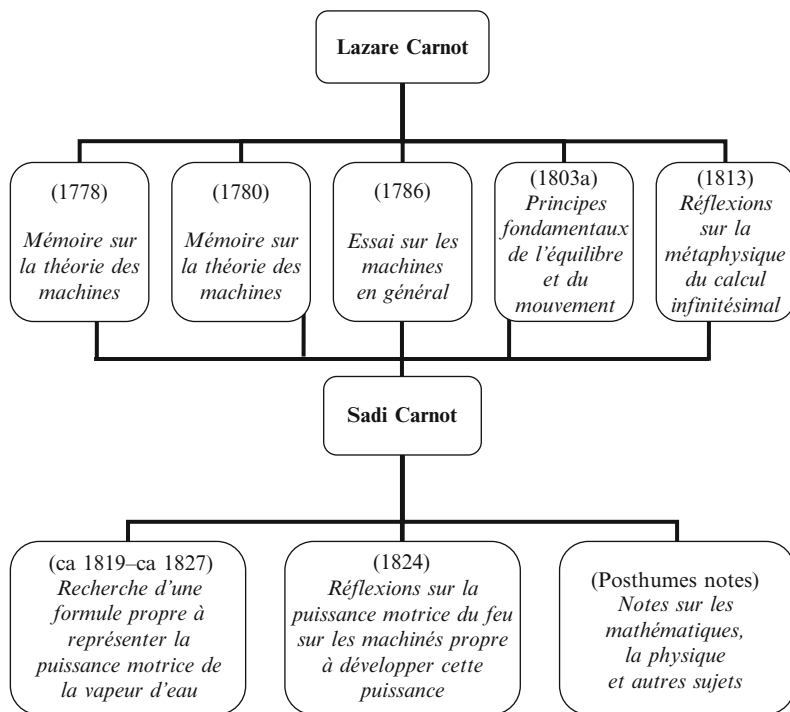 Lazare Carnot
(1778)
Mémoire sur
la théorie des
machines
(1780)
Mémoire sur
la théorie des
machines
(1786)
Essai sur les
machines
en général
(1803a)
Principes
fondamentaux
de l'équilibre
et du
mouvement
(1813)
Réflexions
sur la
métaphysique
du calcul
infinitésimal
Sadi Carnot
(ca 1819–ca 1827)
Recherche d'une
formule propre à
représenter la
puissance motrice de
la vapeur d'eau
(1824)
Réflexions sur la
puissance motrice du feu
sur les machinés propre
à développer cette
puissance
(Posthumes notes)
Notes sur les
mathématiques,
la physique
et autres sujets